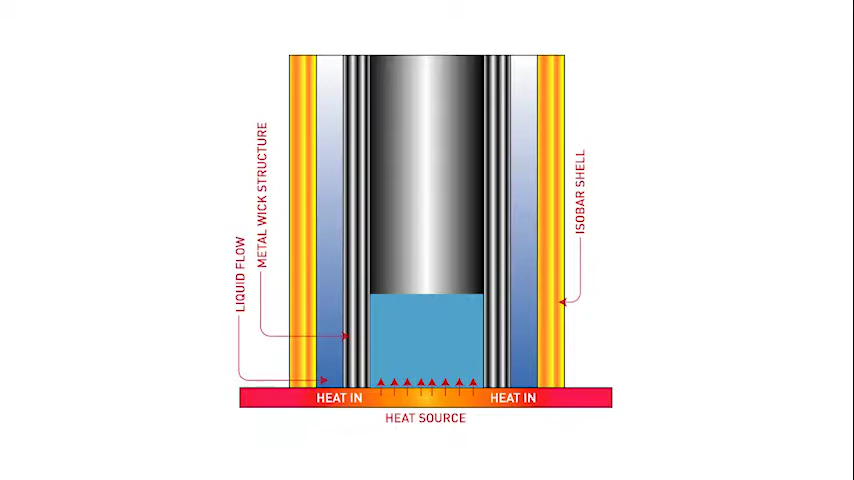 LIQUID FLOW
METAL WICK STRUCTURE
ISOBAR SHELL
HEAT IN
HEAT IN
HEAT SOURCE